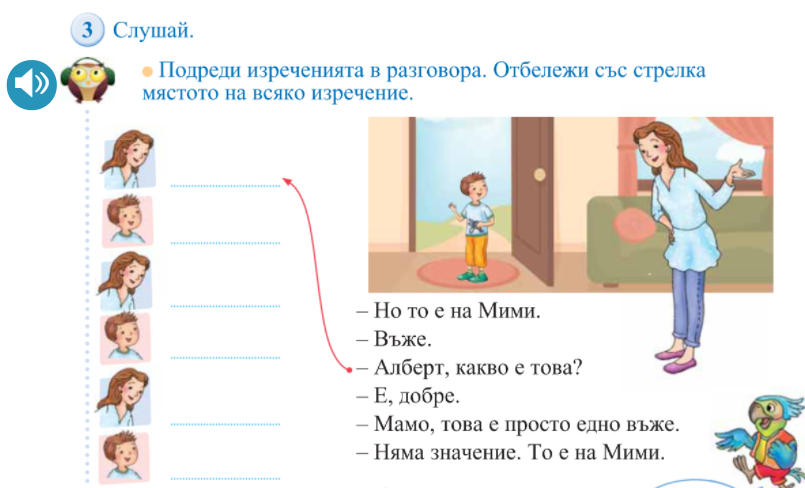 3 Слушай.
Подреди изреченията в разговора. Отбележи със стрелка
мястото на всяко изречение.
– Но то е на Мими.
– Въже.
– Алберт, какво е това?
– Е, добре.
– Мамо, това е просто едно въже.
– Няма значение. То е на Мими.